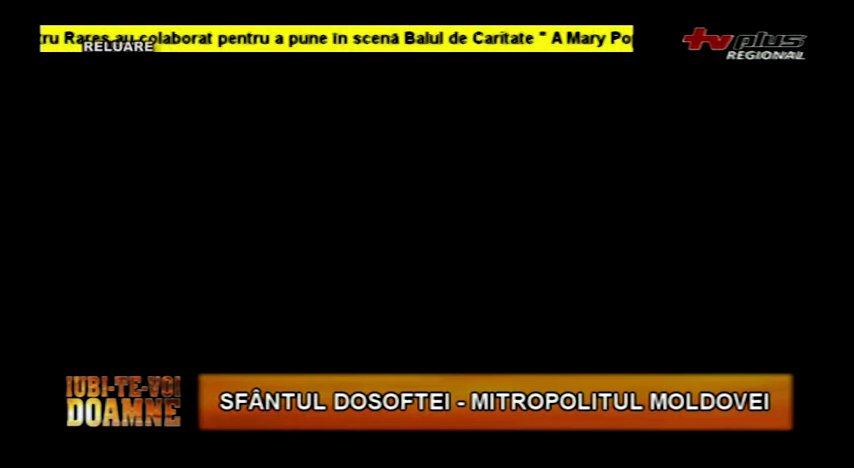 tru Rares au colaborat pentru a pune în scenă Balul de Caritate " A Mary Po
RELUARE
tv plus
REGIONAL
IUBI-TE-VOI
DOAMNE
SFÂNTUL DOSOFTEI - MITROPOLITUL MOLDOVEI